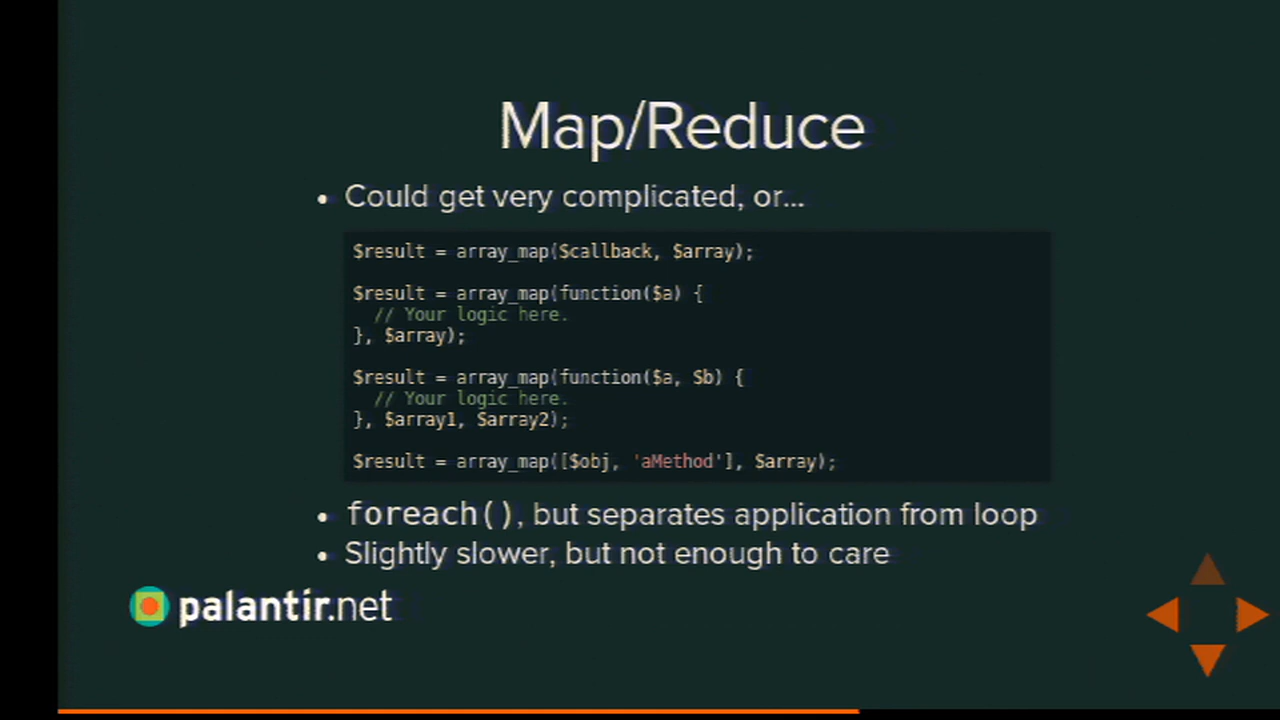 Map/Reduce
• Could get very complicated, or...
$result = array_map($callback, $array);
$result = array_map(function($a) {
// Your logic here.
}, $array);
$result = array_map(function($a, $b) {
// Your logic here.
}, $array1, $array2);
$result = array_map([$obj, 'aMethod'], $array);
• foreach(), but separates application from loop
• Slightly slower, but not enough to care
palantir.net